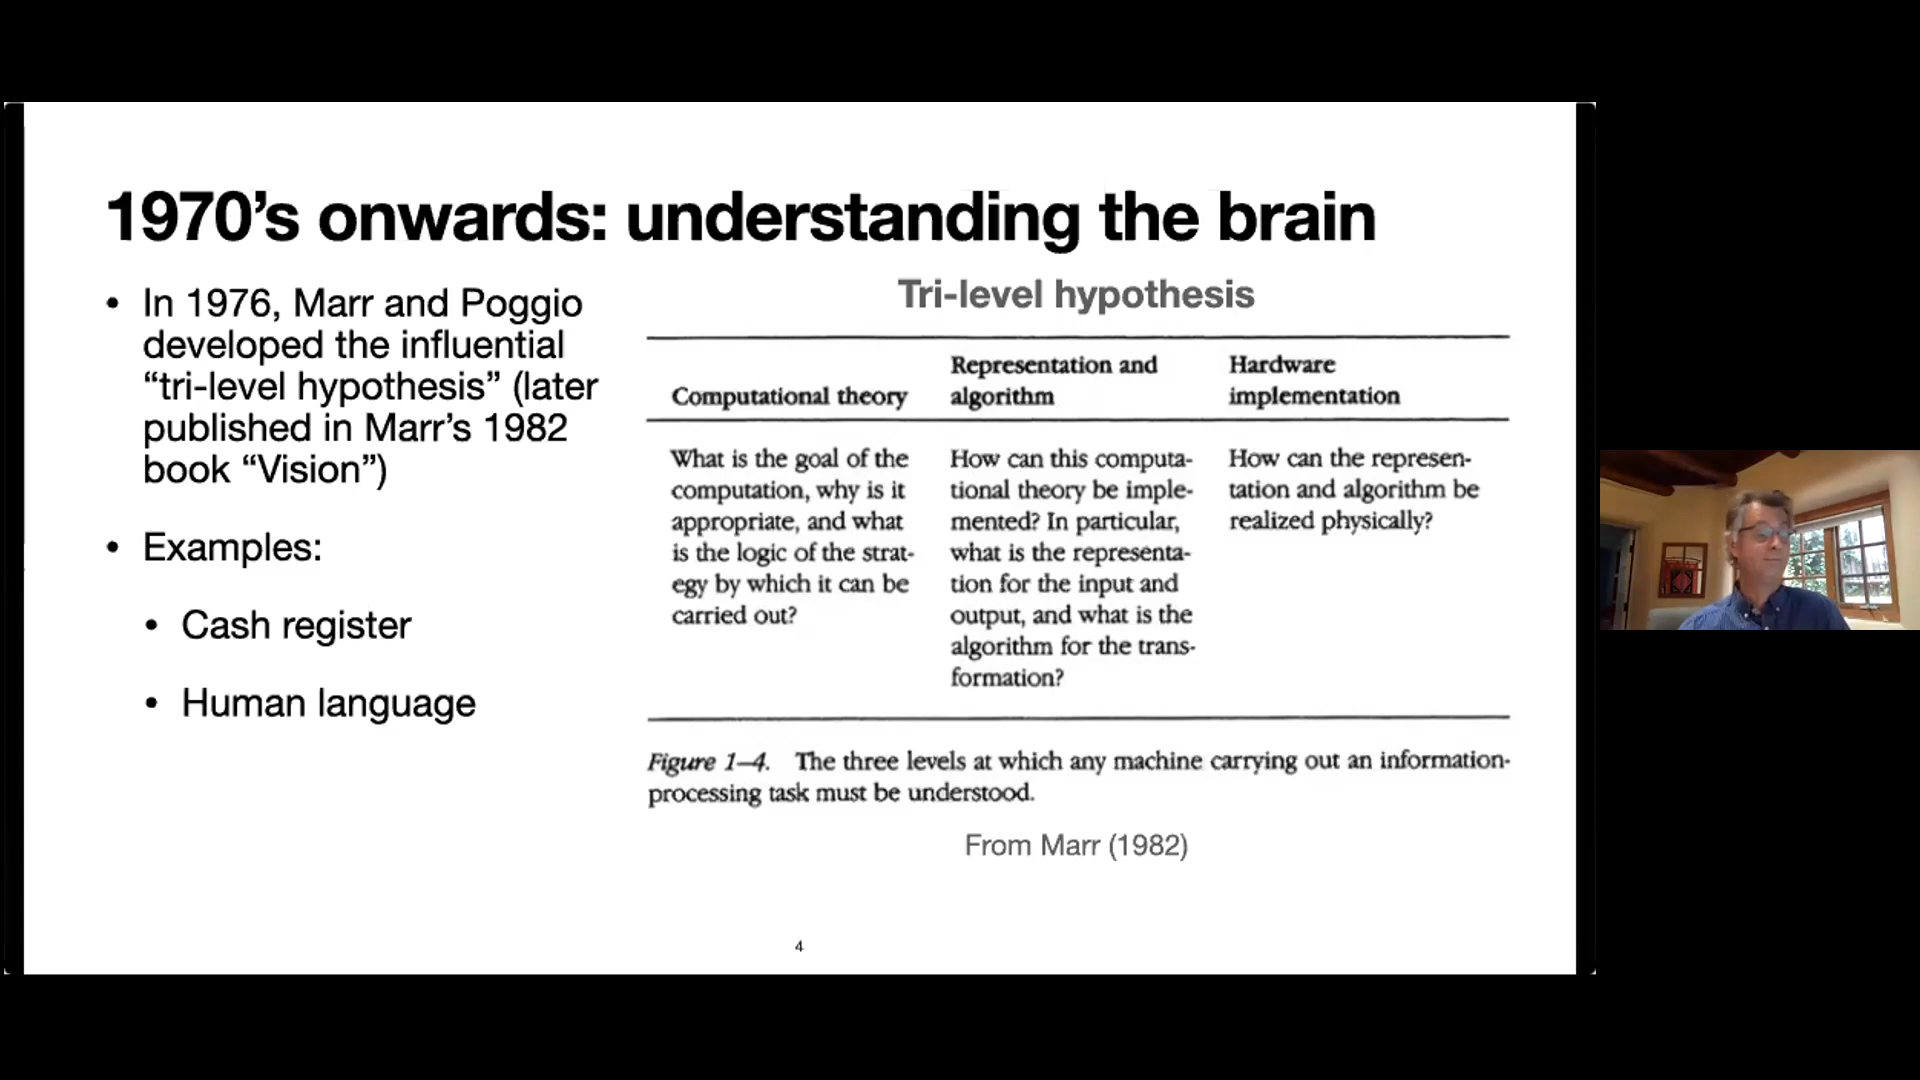 1970’s onwards: understanding the brain
• In 1976, Marr and Poggio
developed the influential
“tri-level hypothesis” (later
published in Marr’s 1982
book “Vision”)
• Examples:
• Cash register
• Human language
Tri-level hypothesis
Computational theory
What is the goal of the
computation, why is it
appropriate, and what
is the logic of the strat-
egy by which it can be
carried out?
Representation and
algorithm
How can this computa-
tional theory be imple-
mented? In particular,
what is the representa-
tion for the input and
output, and what is the
algorithm for the trans-
formation?
Hardware
implementation
How can the represen-
tation and algorithm be
realized physically?
Figure 1–4. The three levels at which any machine carrying out an information-
processing task must be understood.
From Marr (1982)
4